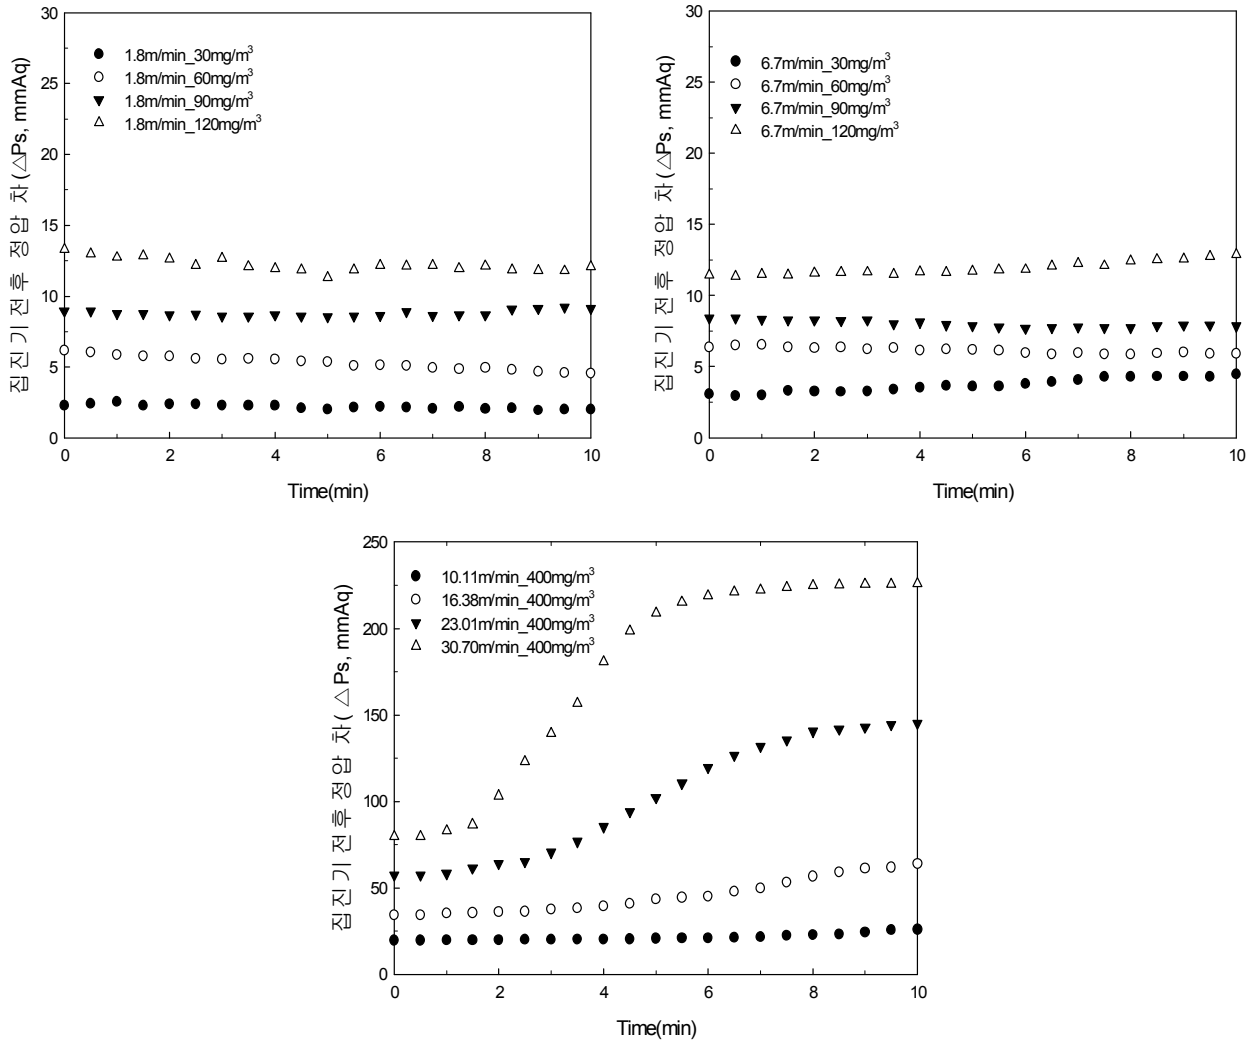 30
25
20
15
10
5
0
집진기 전후 정압 차(△Ps, mmAq)
1.8m/min_30mg/m³
1.8m/min_60mg/m³
1.8m/min_90mg/m³
1.8m/min_120mg/m³
0 2 4 6 8 10
Time(min)
30
25
20
15
10
5
0
집진기 전후 정압 차(△Ps, mmAq)
6.7m/min_30mg/m³
6.7m/min_60mg/m³
6.7m/min_90mg/m³
6.7m/min_120mg/m³
0 2 4 6 8 10
Time(min)
250
200
150
100
50
0
집진기 전후정압 차( △Ps, mmAq)
10.11m/min_400mg/m³
16.38m/min_400mg/m³
23.01m/min_400mg/m³
30.70m/min_400mg/m³
0 2 4 6 8 10
Time(min)